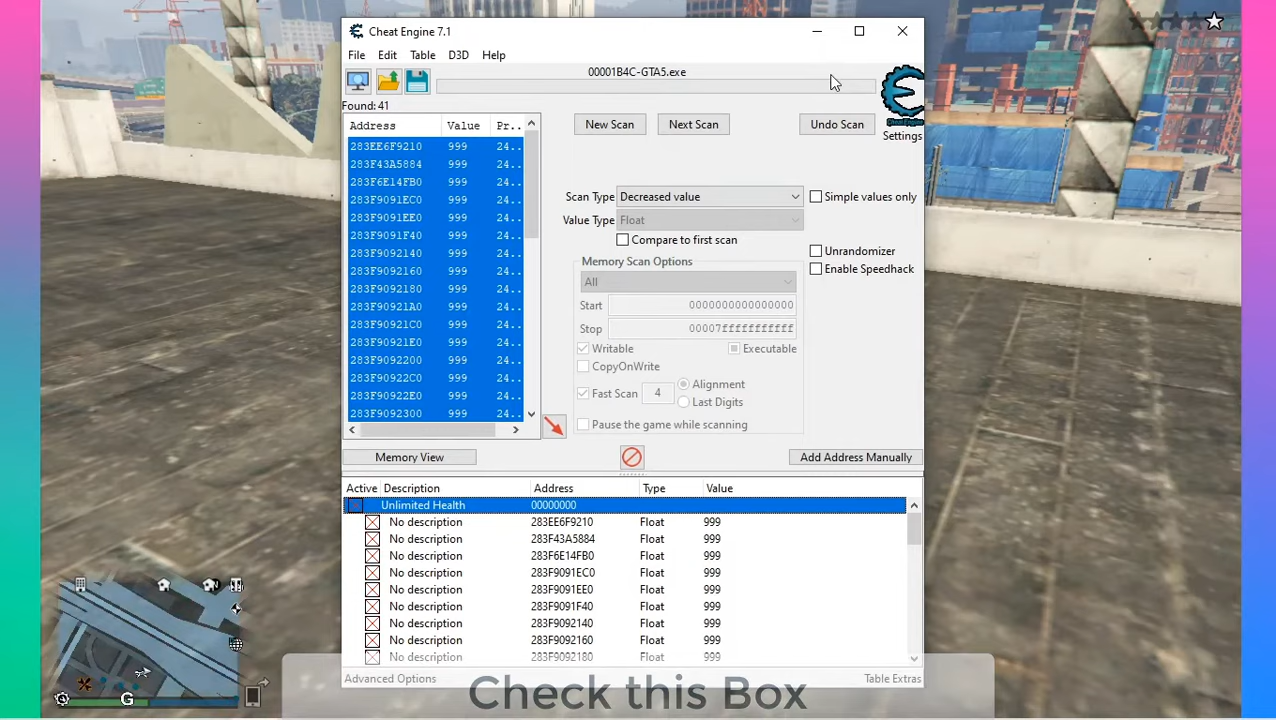 Cheat Engine 7.1
File Edit Table D3D Help
00001B4C-GTA5.exe
Found: 41
Address Value Pr..
283EE6F9210 999 24..
283F43A5884 999 24..
283F6E14FB0 999 24..
283F9091EC0 999 24..
283F9091EE0 999 24..
283F9091F40 999 24..
283F9092140 999 24..
283F9092160 999 24..
283F9092180 999 24..
283F90921A0 999 24..
283F90921C0 999 24..
283F90921E0 999 24..
283F9092200 999 24..
283F90922C0 999 24..
283F90922E0 999 24..
283F9092300 999 24..
New Scan Next Scan Undo Scan
Cheat Engine
Settings
Scan Type Decreased value Simple values only
Value Type Float
Compare to first scan
Unrandomizer
Enable Speedhack
Memory Scan Options
All
Start 0000000000000000
Stop 00007fffffffffff
Writable Executable
CopyOnWrite
Fast Scan 4 Alignment
Last Digits
Pause the game while scanning
Memory View Add Address Manually
Active Description Address Type Value
Unlimited Health 00000000
No description 283EE6F9210 Float 999
No description 283F43A5884 Float 999
No description 283F6E14FB0 Float 999
No description 283F9091EC0 Float 999
No description 283F9091EE0 Float 999
No description 283F9091F40 Float 999
No description 283F9092140 Float 999
No description 283F9092160 Float 999
No description 283F9092180 Float 999
Advanced Options Table Extras
Check this Box
G